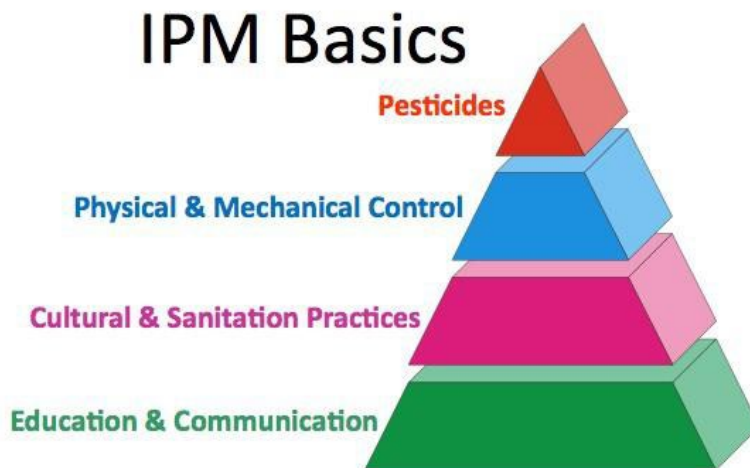 IPM Basics
Pesticides
Physical & Mechanical Control
Cultural & Sanitation Practices
Education & Communication